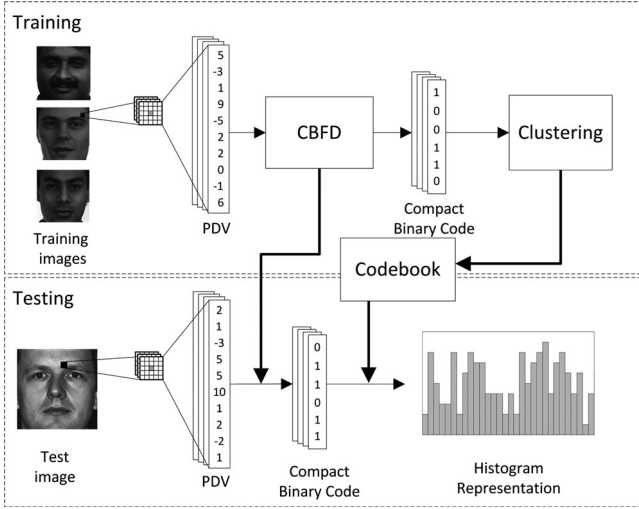 Training
5
-3
1
9
-5
2
2
0
-1
6
PDV
Training
images
CBFD
1
0
0
1
1
0
Compact
Binary Code
Clustering
Codebook
Testing
2
1
-3
5
5
10
1
2
-2
1
PDV
Test
image
0
1
1
0
1
1
Compact
Binary Code
Histogram
Representation